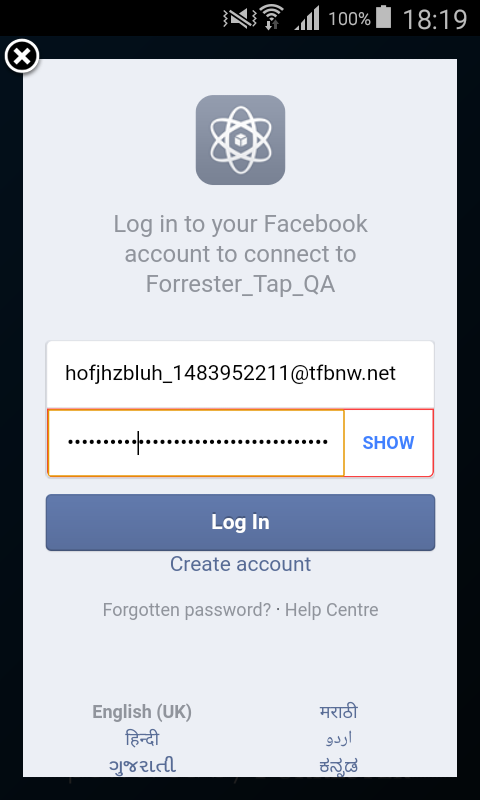 100% 18:19
Log in to your Facebook
account to connect to
Forrester_Tap_QA
hofjhzbluh_1483952211@tfbnw.net
SHOW
Log In
Create account
Forgotten password? · Help Centre
English (UK) मराठी
हिन्दी اردو
ગુજરાતી ಕನ್ನಡ